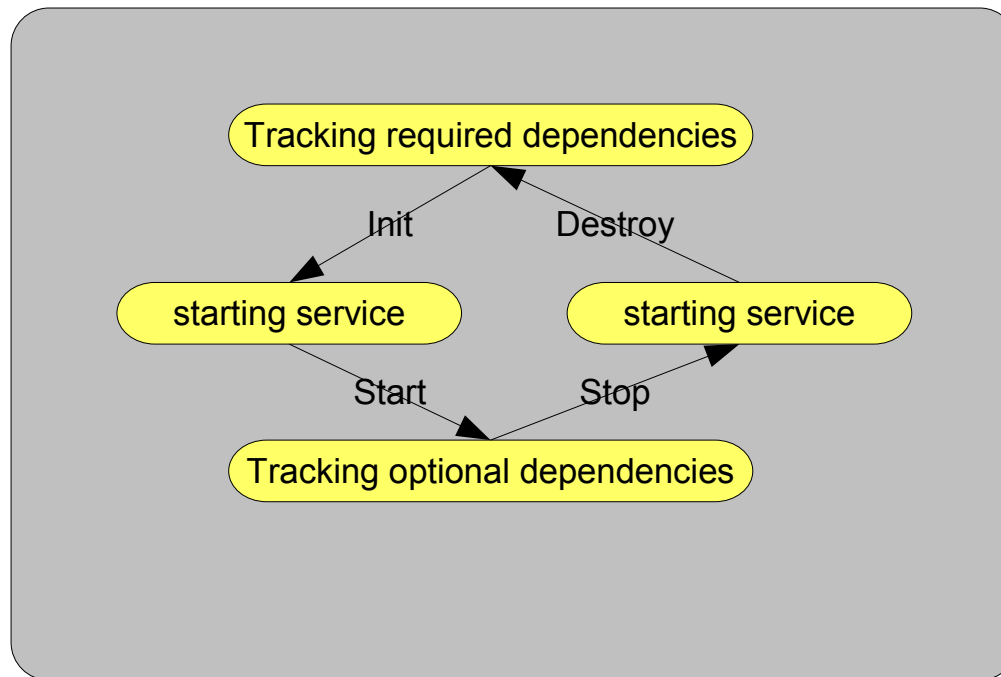 Tracking required dependencies
Init
Destroy
starting service
starting service
Start
Stop
Tracking optional dependencies